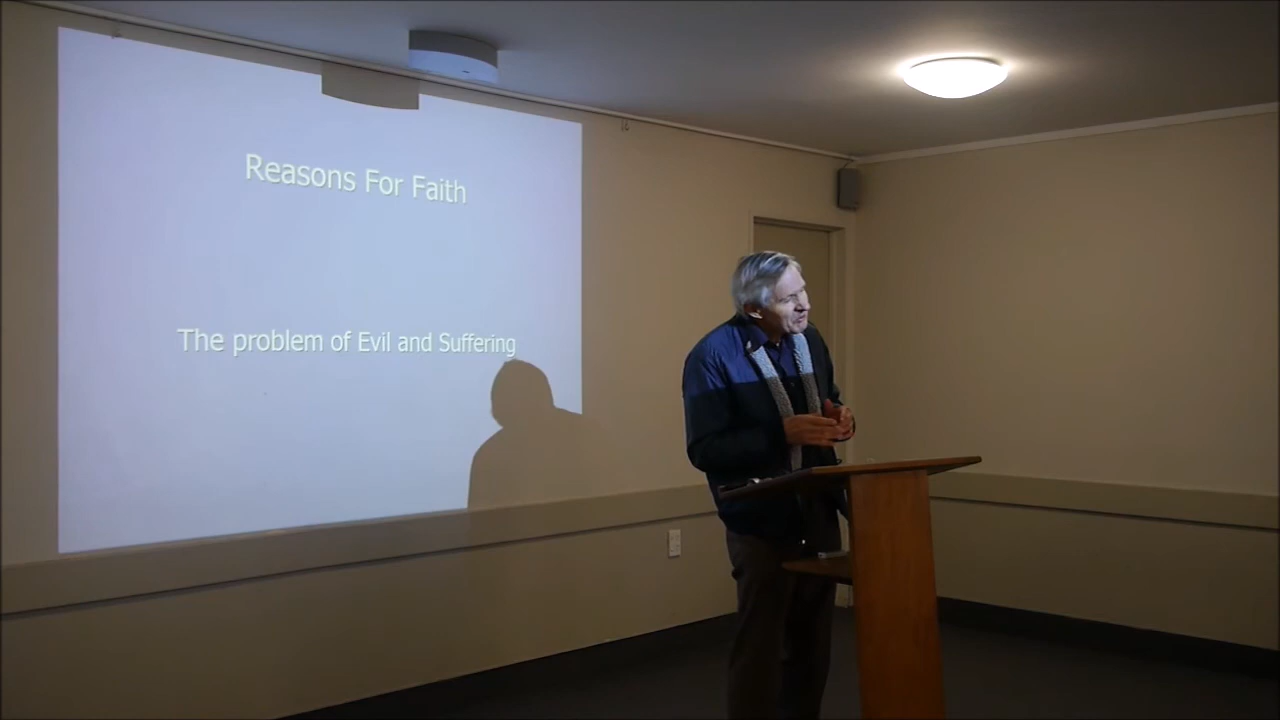 Reasons For Faith
The problem of Evil and Suffering